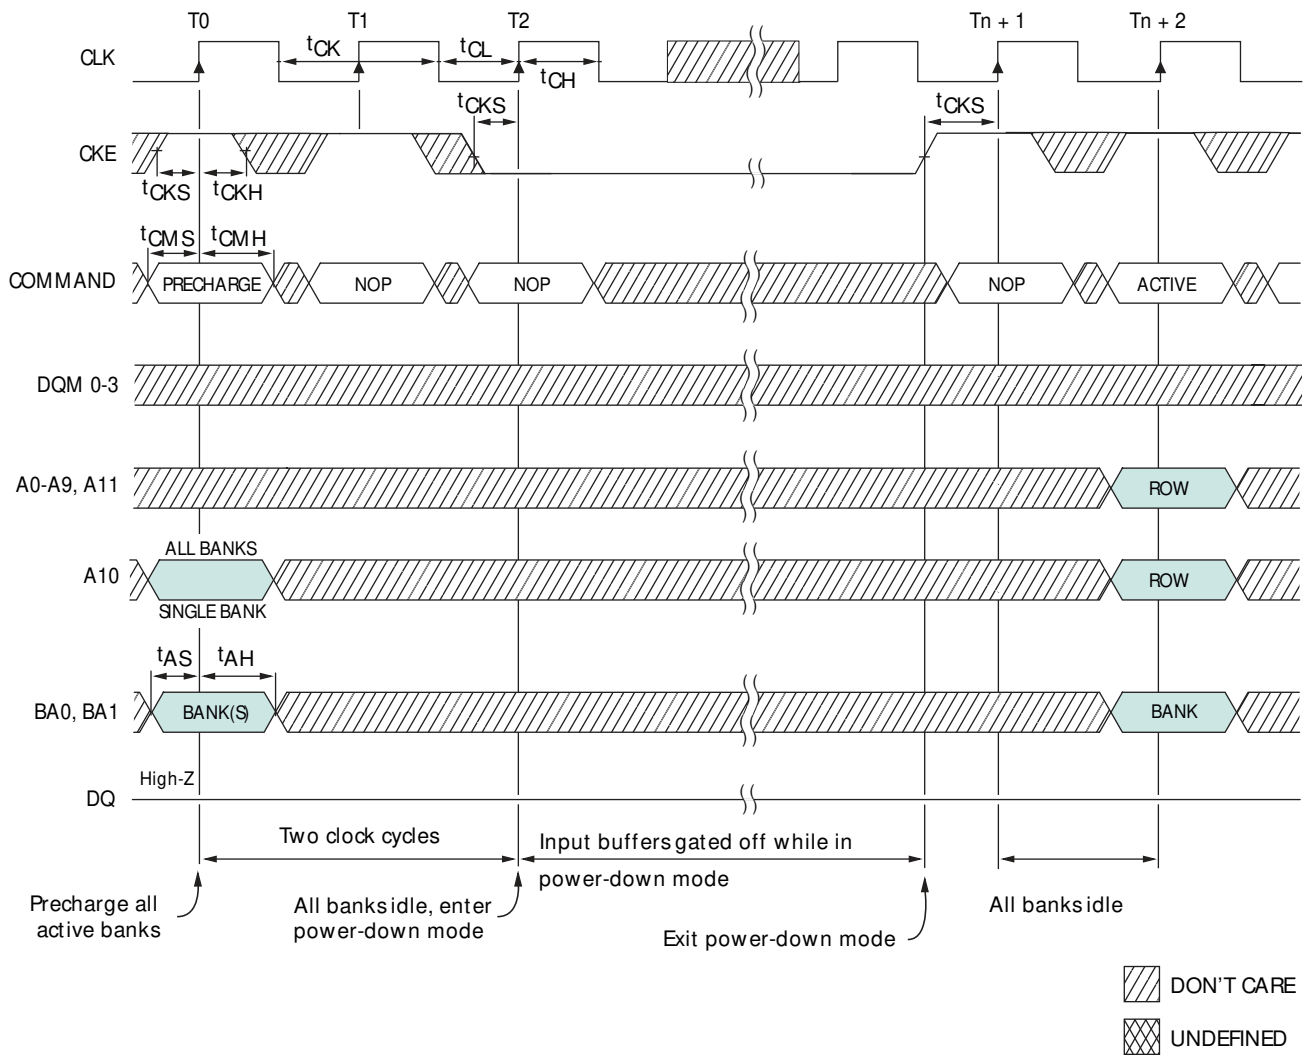 T0 T1 T2 Tn + 1 Tn + 2
CLK
tCK tCL
tCH
tCKS tCKS
CKE
tCKS tCKH
tCMS tCMH
COMMAND PRECHARGE NOP NOP NOP ACTIVE
DQM 0-3
A0-A9, A11 ROW
ALL BANKS
A10 ROW
SINGLE BANK
tAS tAH
BA0, BA1 BANK(S) BANK
High-Z
DQ
Two clock cycles
Input buffers gated off while in
power-down mode
Precharge all
active banks
All banks idle, enter
power-down mode
Exit power-down mode
All banks idle
DON'T CARE
UNDEFINED